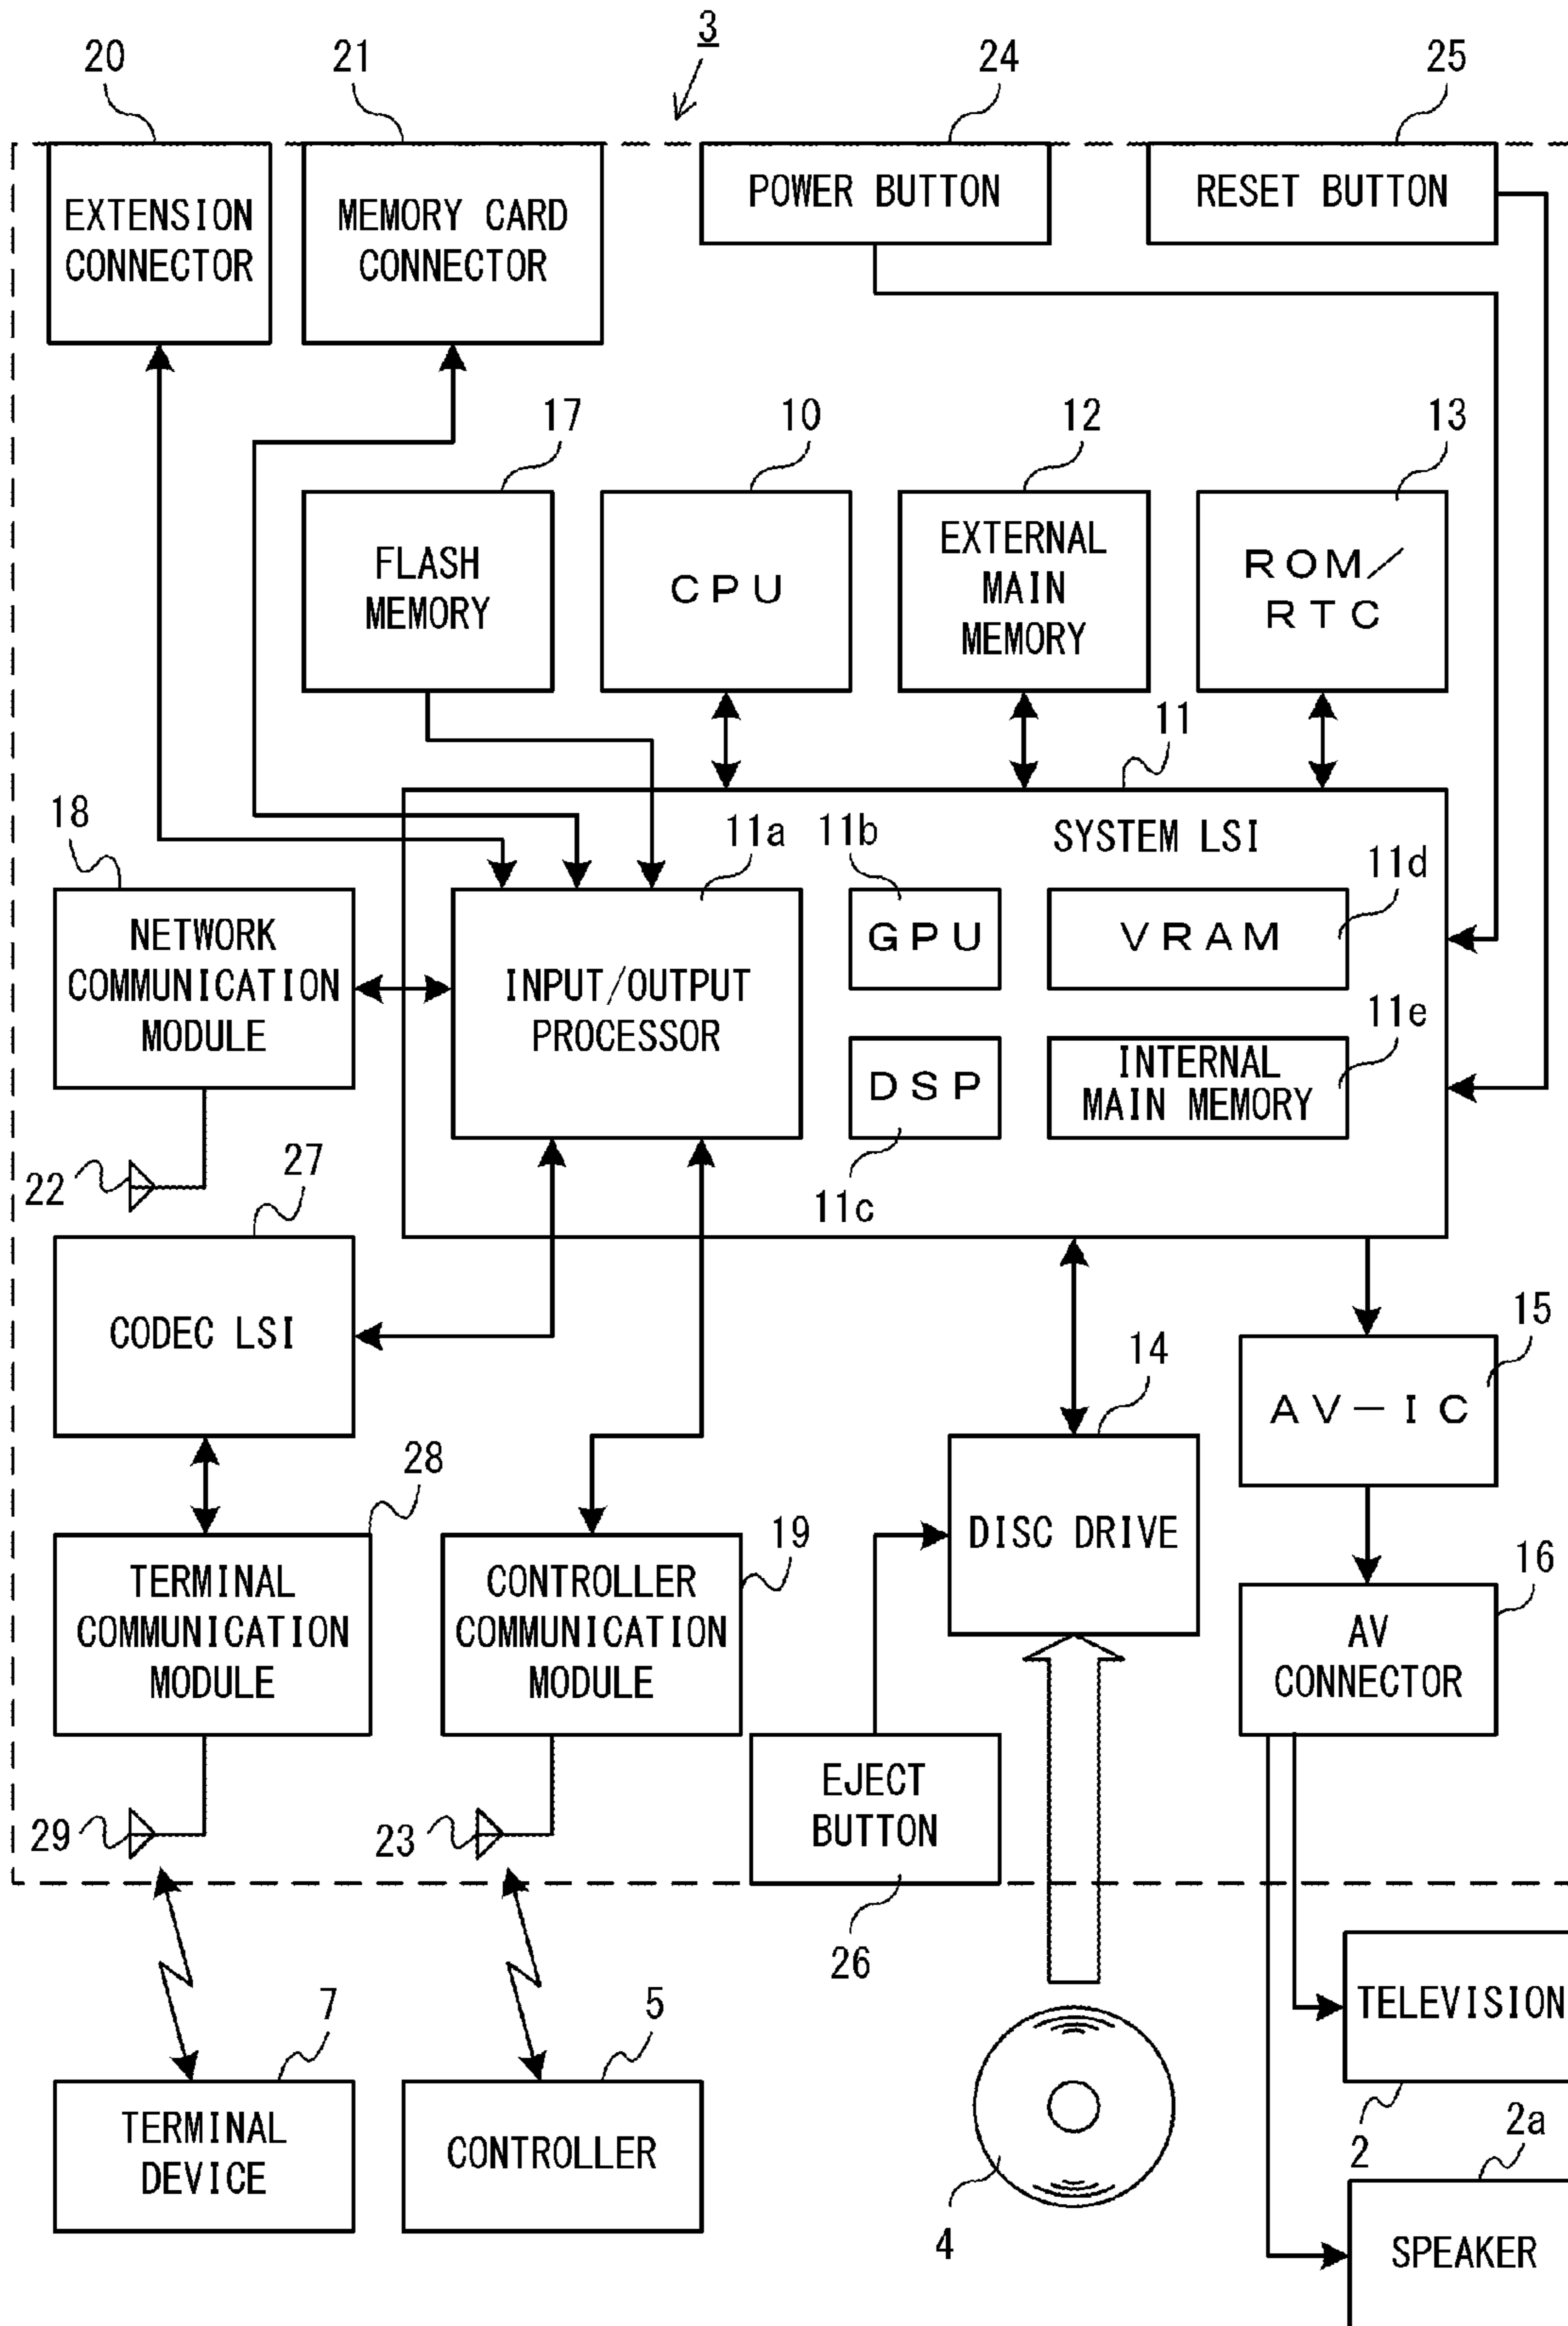 3
20
21
24
25
EXTENSION
CONNECTOR
MEMORY CARD
CONNECTOR
POWER BUTTON
RESET BUTTON
17
10
12
13
FLASH
MEMORY
CPU
EXTERNAL
MAIN
MEMORY
ROM/
RTC
11
18
11a
11b
SYSTEM LSI
11d
NETWORK
COMMUNICATION
MODULE
INPUT/OUTPUT
PROCESSOR
GPU
VRAM
11e
DSP
INTERNAL
MAIN MEMORY
22
27
11c
CODEC LSI
15
14
AV-IC
28
19
DISC DRIVE
16
TERMINAL
COMMUNICATION
MODULE
CONTROLLER
COMMUNICATION
MODULE
AV
CONNECTOR
EJECT
BUTTON
29
23
26
7
5
TELEVISION
TERMINAL
DEVICE
CONTROLLER
2
2a
4
SPEAKER